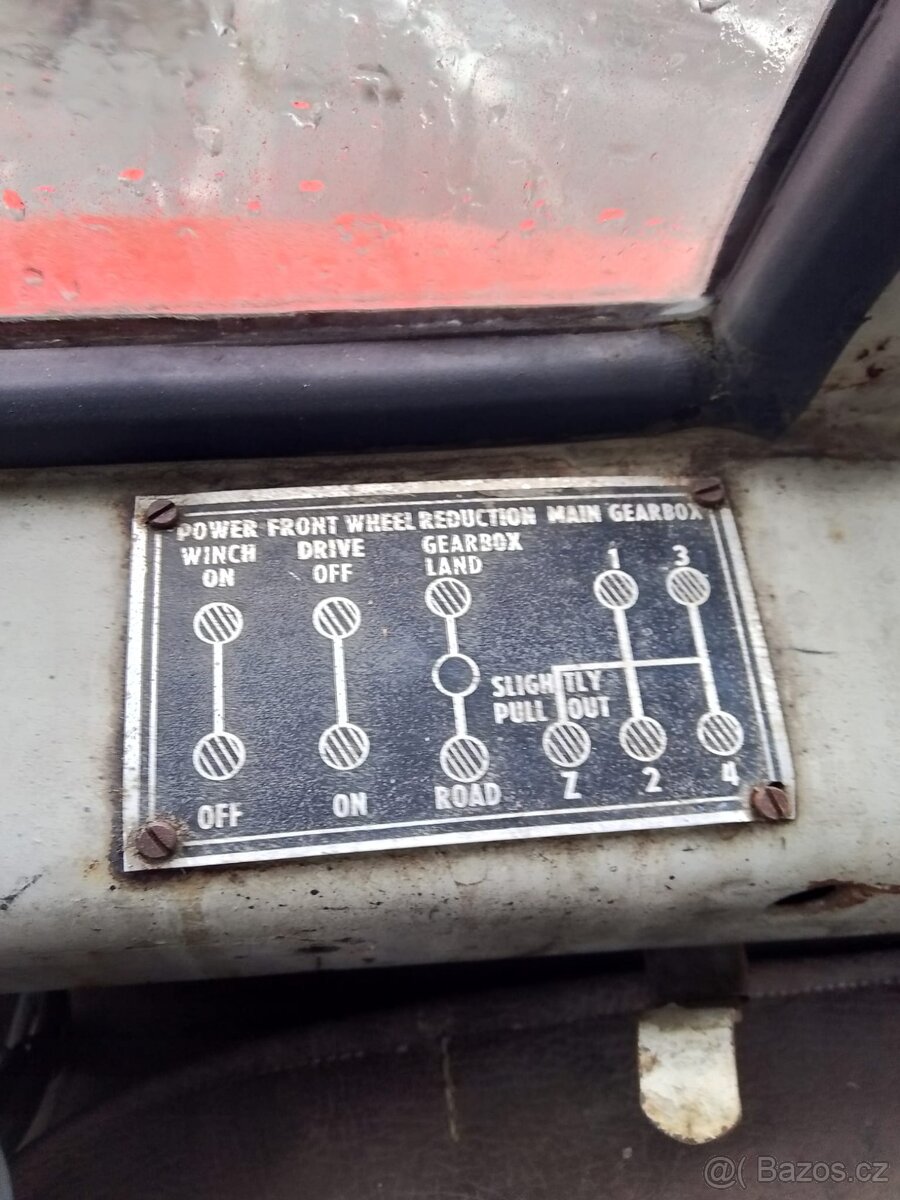 POWER FRONT WHEEL REDUCTION MAIN GEARBOX
WINCH DRIVE GEARBOX
ON OFF LAND 1 3
SLIGHTLY
PULL OUT
OFF ON ROAD Z 2 4
@( Bazos.cz